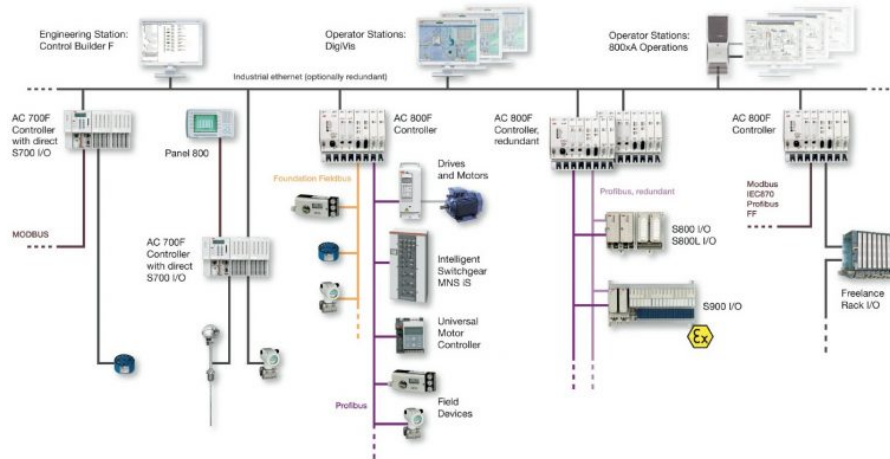 Engineering Station:
Control Builder F
Operator Stations:
DigiVis
Operator Stations:
800xA Operations
Industrial ethernet (optionally redundant)
AC 700F
Controller
with direct
S700 I/O
Panel 800
AC 800F
Controller
AC 800F
Controller,
redundant
AC 800F
Controller
Foundation Fieldbus
Drives
and Motors
Profibus, redundant
Modbus
IEC870
Profibus
FF
MODBUS
AC 700F
Controller
with direct
S700 I/O
Intelligent
Switchgear
MNS iS
S800 I/O
S800L I/O
Freelance
Rack I/O
S900 I/O
Universal
Motor
Controller
Ex
Profibus
Field
Devices